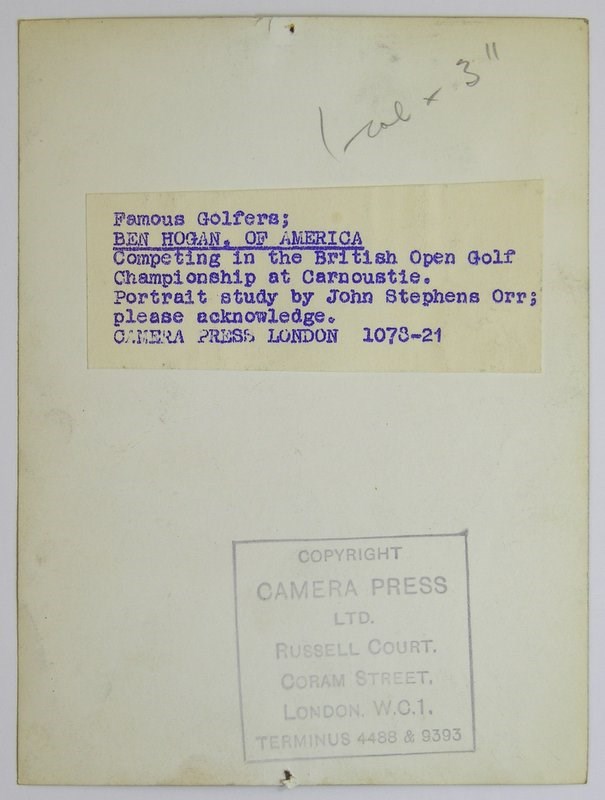 1 col x 3"
Famous Golfers;
BEN HOGAN. OF AMERICA
Competing in the British Open Golf
Championship at Carnoustie.
Portrait study by John Stephens Orr;
please acknowledge.
CAMERA PRESS LONDON 1078-21
COPYRIGHT
CAMERA PRESS
LTD.
RUSSELL COURT.
CORAM STREET,
LONDON. W.C.1.
TERMINUS 4488 & 9393